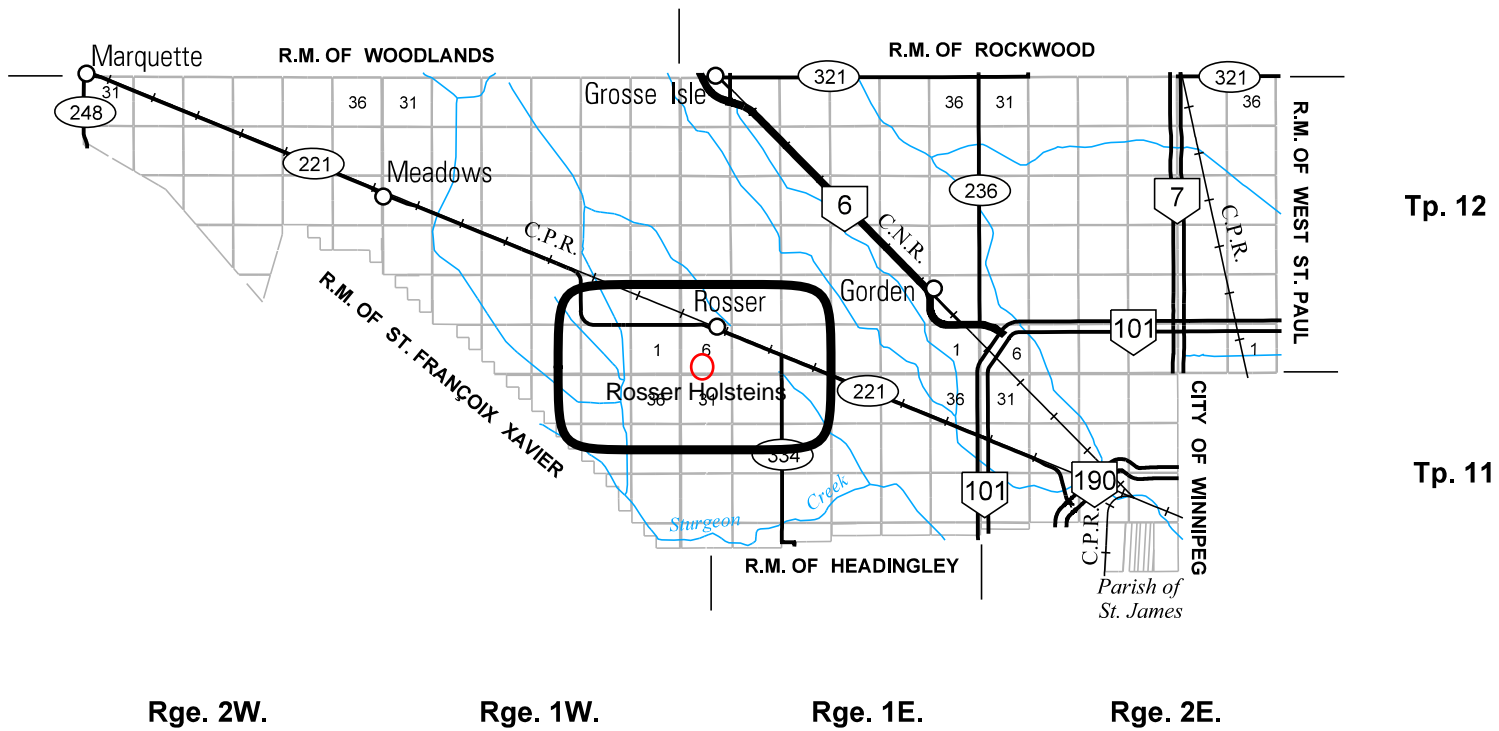 Marquette
R.M. OF WOODLANDS
R.M. OF ROCKWOOD
31
36
31
Grosse Isle
321
36
31
321
36
248
221
Meadows
R.M. OF WEST ST. PAUL
236
7
Tp. 12
6
C.N.R.
C.P.R.
C.P.R.
R.M. OF ST. FRANÇOIX XAVIER
Rosser
Gorden
101
1
6
1
6
1
Rosser Holsteins
36
31
221
36
31
CITY OF WINNIPEG
334
Tp. 11
101
190
Sturgeon
Creek
C.P.R.
R.M. OF HEADINGLEY
Parish of
St. James
Rge. 2W.
Rge. 1W.
Rge. 1E.
Rge. 2E.